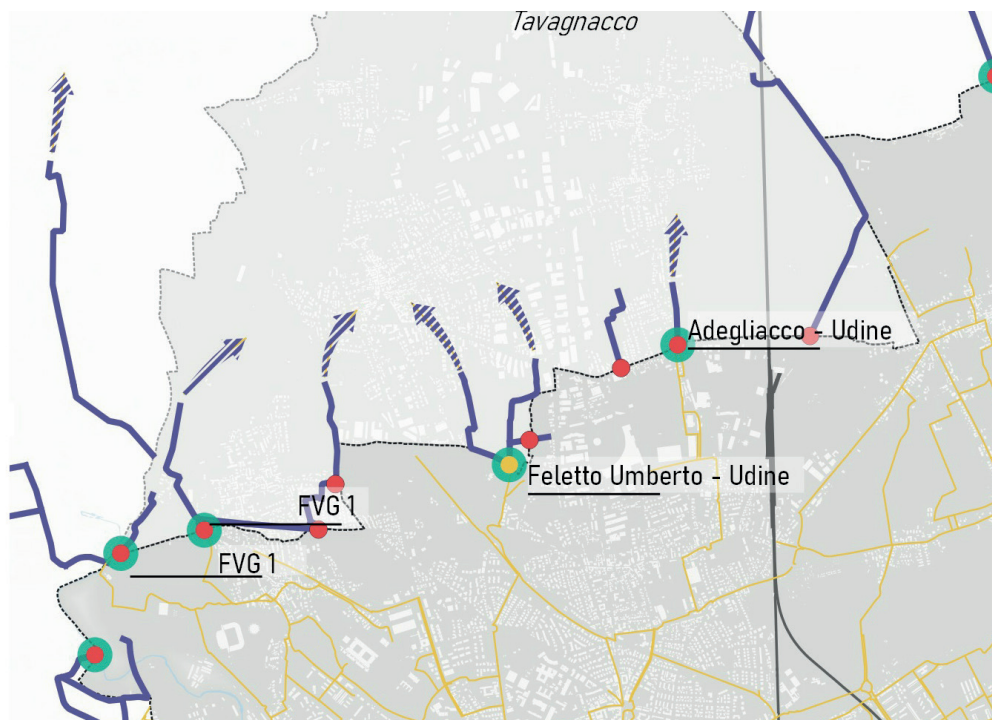 Tavagnacco
Adegliacco - Udine
Feletto Umberto - Udine
FVG 1
FVG 1